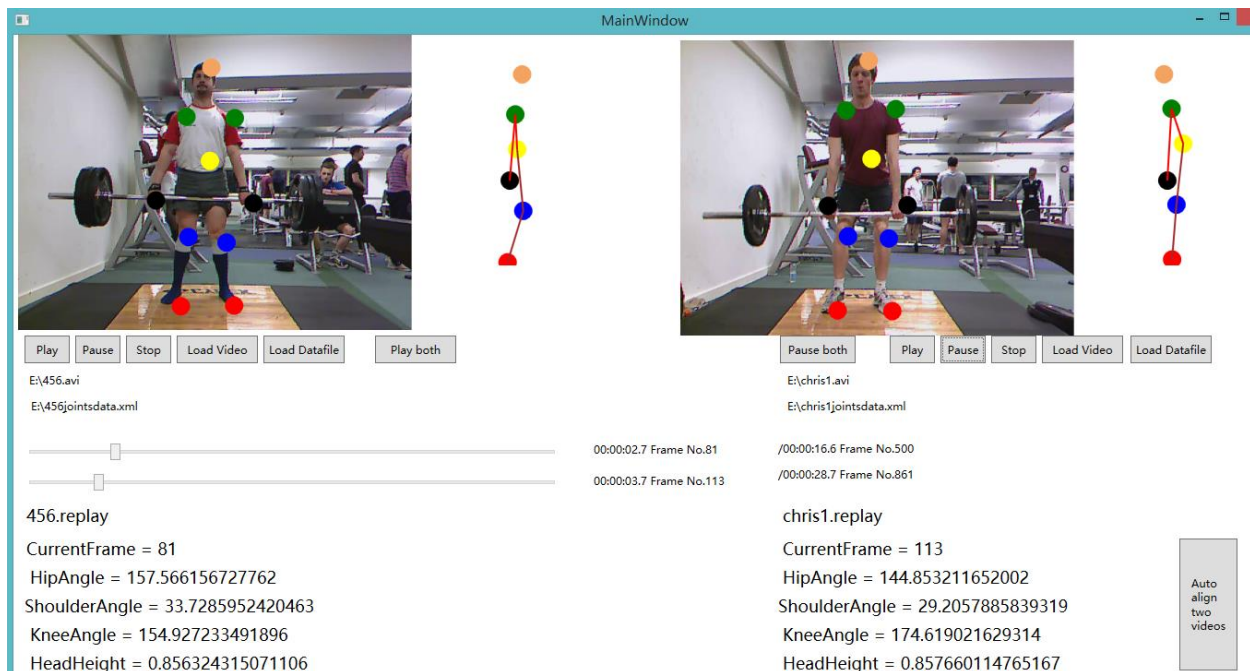 MainWindow
Play Pause Stop Load Video Load Datafile Play both
Pause both Play Pause Stop Load Video Load Datafile
E:\456.avi
E:\chris1.avi
E:\456jointsdata.xml
E:\chris1jointsdata.xml
00:00:02.7 Frame No.81 /00:00:16.6 Frame No.500
00:00:03.7 Frame No.113 /00:00:28.7 Frame No.861
456.replay
CurrentFrame = 81
HipAngle = 157.566156727762
ShoulderAngle = 33.7285952420463
KneeAngle = 154.927233491896
HeadHeight = 0.856324315071106
chris1.replay
CurrentFrame = 113
HipAngle = 144.853211652002
ShoulderAngle = 29.2057885839319
KneeAngle = 174.619021629314
HeadHeight = 0.857660114765167
Auto
align
two
videos